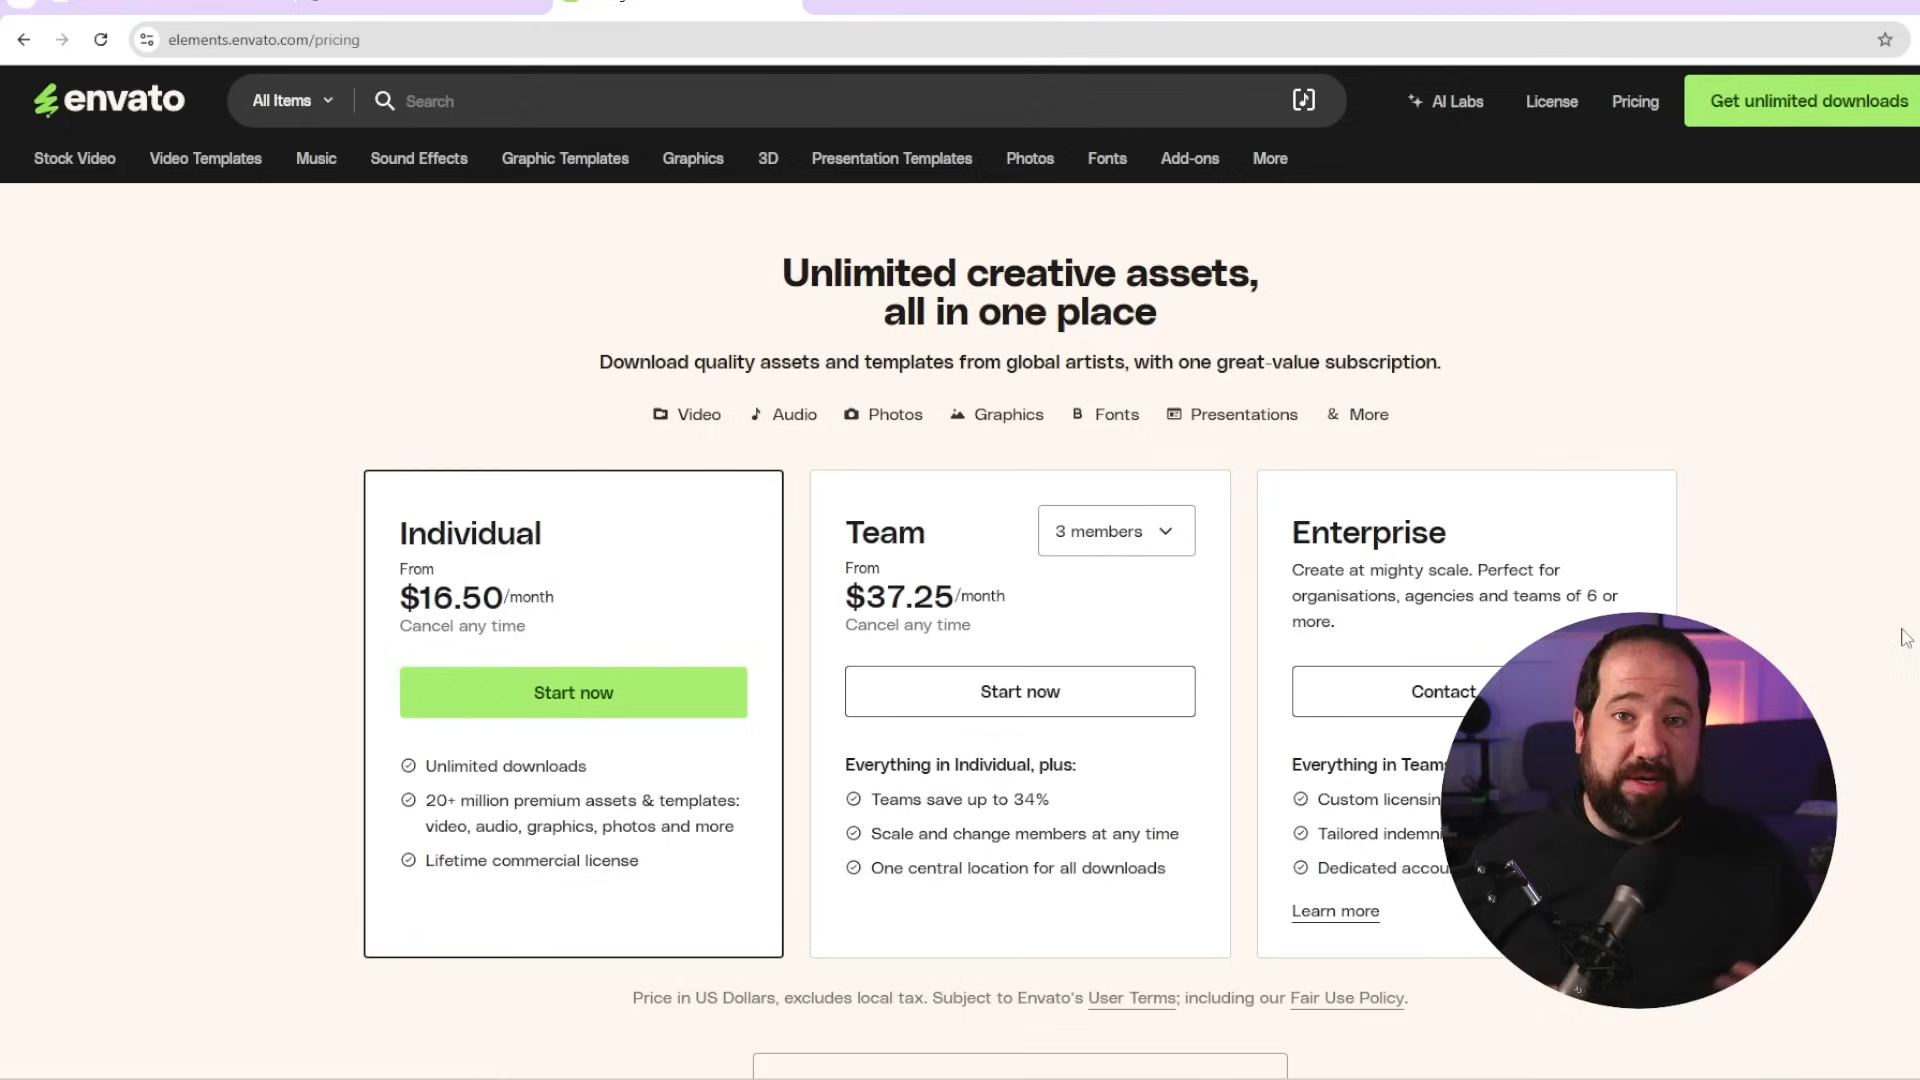 elements.envato.com/pricing
envato
All Items
Search
AI Labs
License
Pricing
Get unlimited downloads
Stock Video
Video Templates
Music
Sound Effects
Graphic Templates
Graphics
3D
Presentation Templates
Photos
Fonts
Add-ons
More
Unlimited creative assets,
all in one place
Download quality assets and templates from global artists, with one great-value subscription.
Video
Audio
Photos
Graphics
Fonts
Presentations
& More
Individual
From
$16.50/month
Cancel any time
Start now
Unlimited downloads
20+ million premium assets & templates:
video, audio, graphics, photos and more
Lifetime commercial license
Team
3 members
From
$37.25/month
Cancel any time
Start now
Everything in Individual, plus:
Teams save up to 34%
Scale and change members at any time
One central location for all downloads
Enterprise
Create at mighty scale. Perfect for
organisations, agencies and teams of 6 or
more.
Contact
Everything in Teams
Custom licensin
Tailored indemni
Dedicated accou
Learn more
Price in US Dollars, excludes local tax. Subject to Envato's User Terms; including our Fair Use Policy.